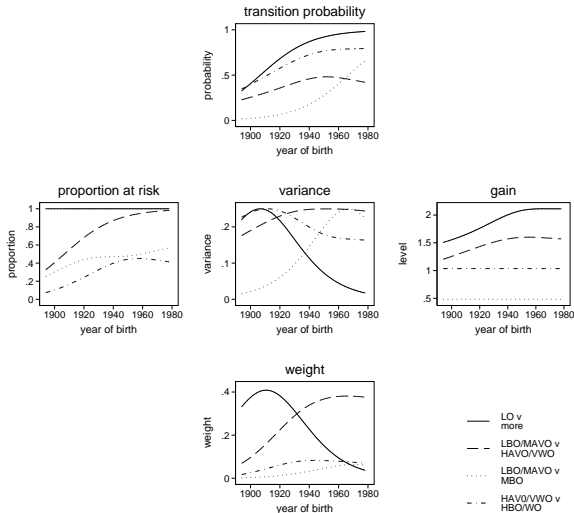 transition probability
probability
1
.5
0
1900 1920 1940 1960 1980
year of birth
proportion at risk
proportion
1
.8
.6
.4
.2
0
1900 1920 1940 1960 1980
year of birth
variance
variance
.2
.1
0
1900 1920 1940 1960 1980
year of birth
gain
level
2
1.5
1
.5
1900 1920 1940 1960 1980
year of birth
weight
weight
.4
.2
0
1900 1920 1940 1960 1980
year of birth
LO v
more
LBO/MAVO v
HAVO/VWO
LBO/MAVO v
MBO
HAV0/VWO v
HBO/WO